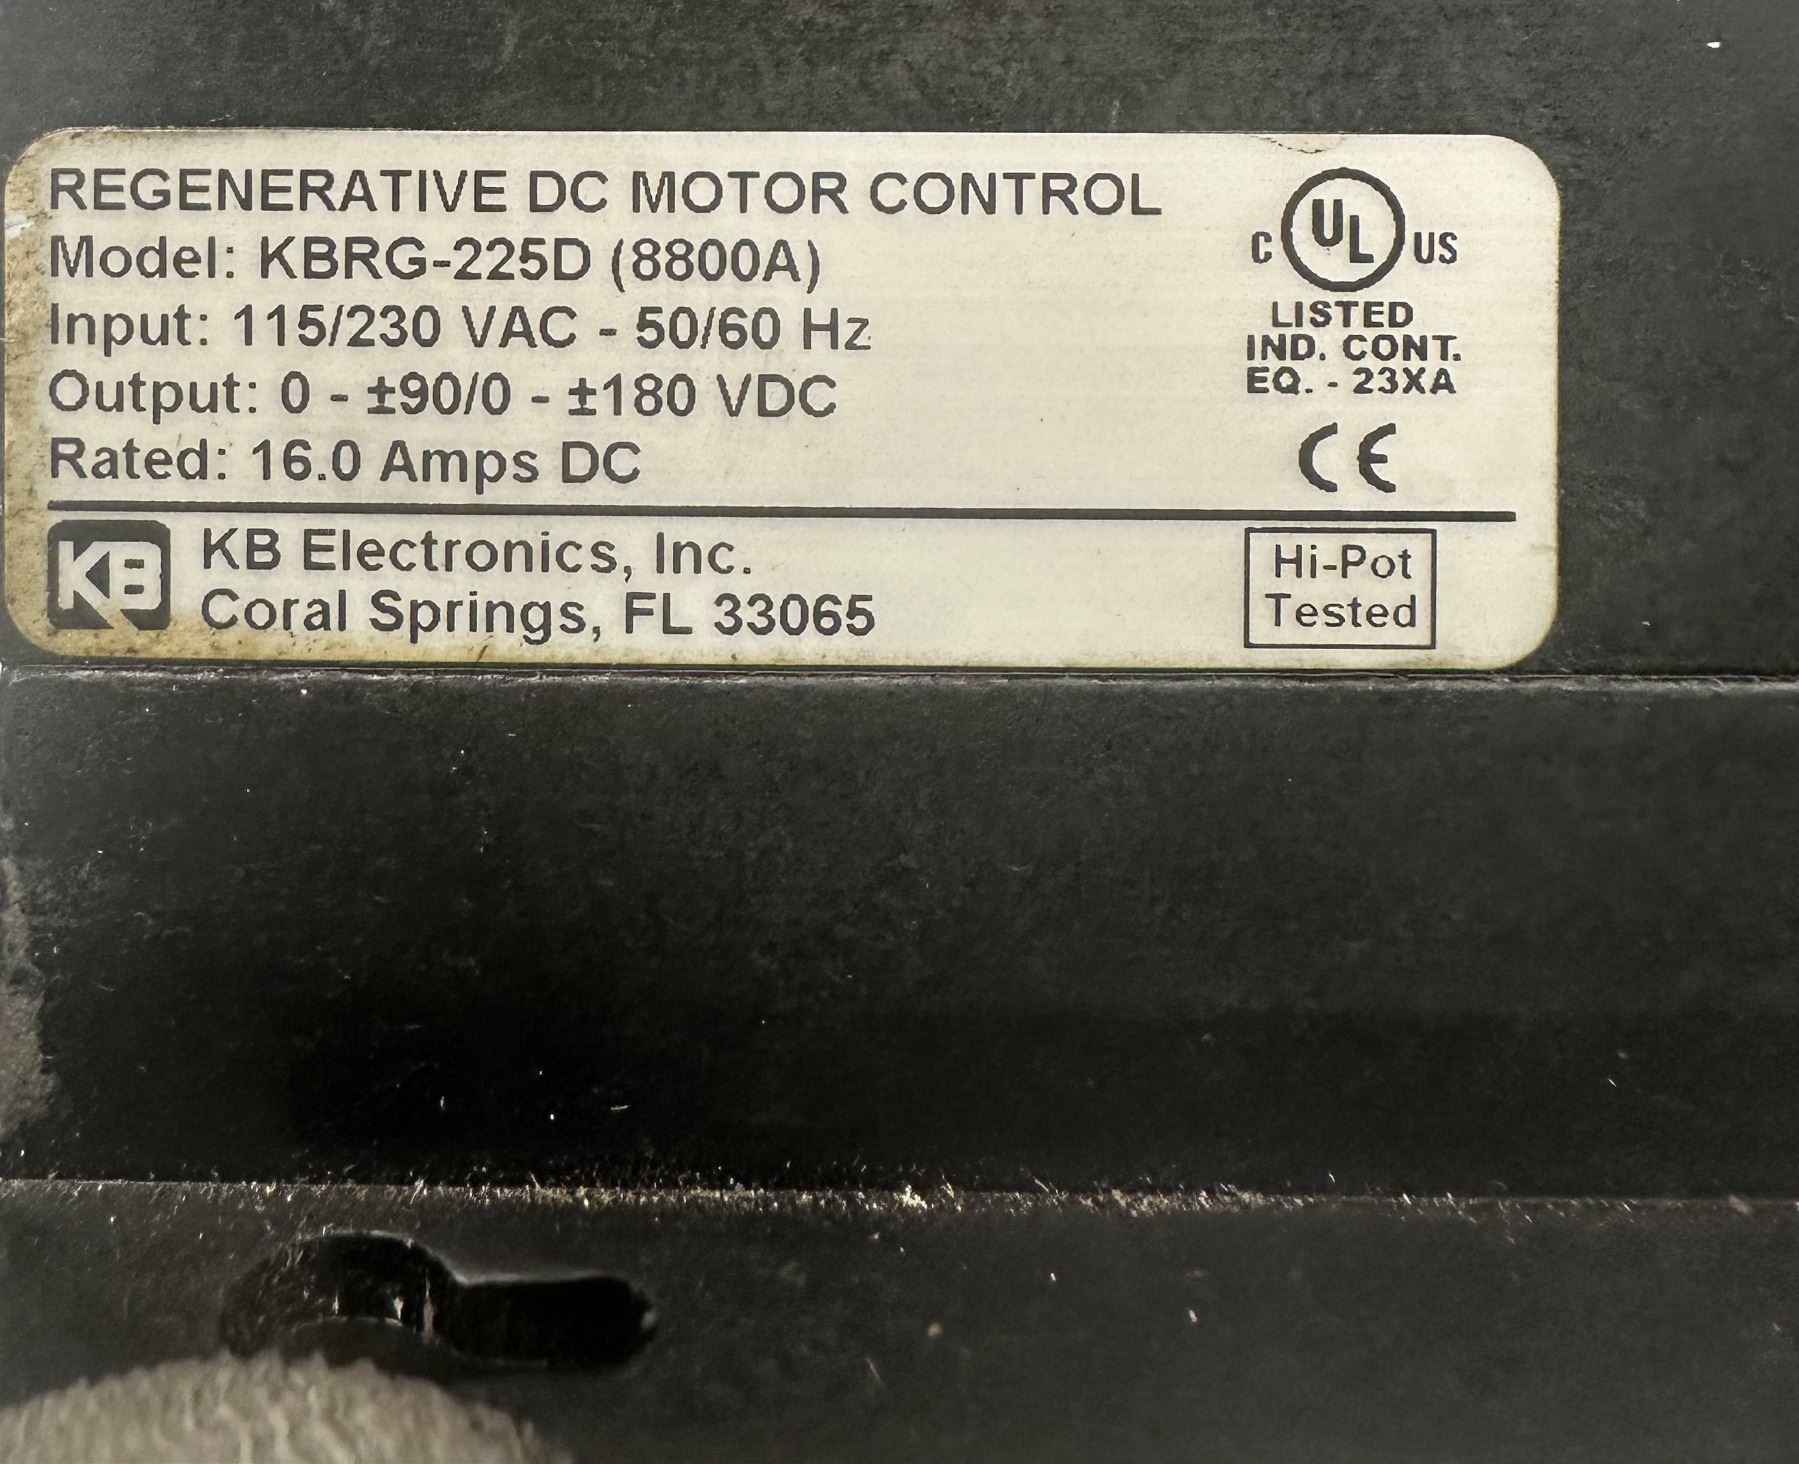 REGENERATIVE DC MOTOR CONTROL
Model: KBRG-225D (8800A)
Input: 115/230 VAC - 50/60 Hz
Output: 0 - ±90/0 - ±180 VDC
Rated: 16.0 Amps DC
C UL US
LISTED
IND. CONT.
EQ. - 23XA
CE
KB
KB Electronics, Inc.
Coral Springs, FL 33065
Hi-Pot
Tested